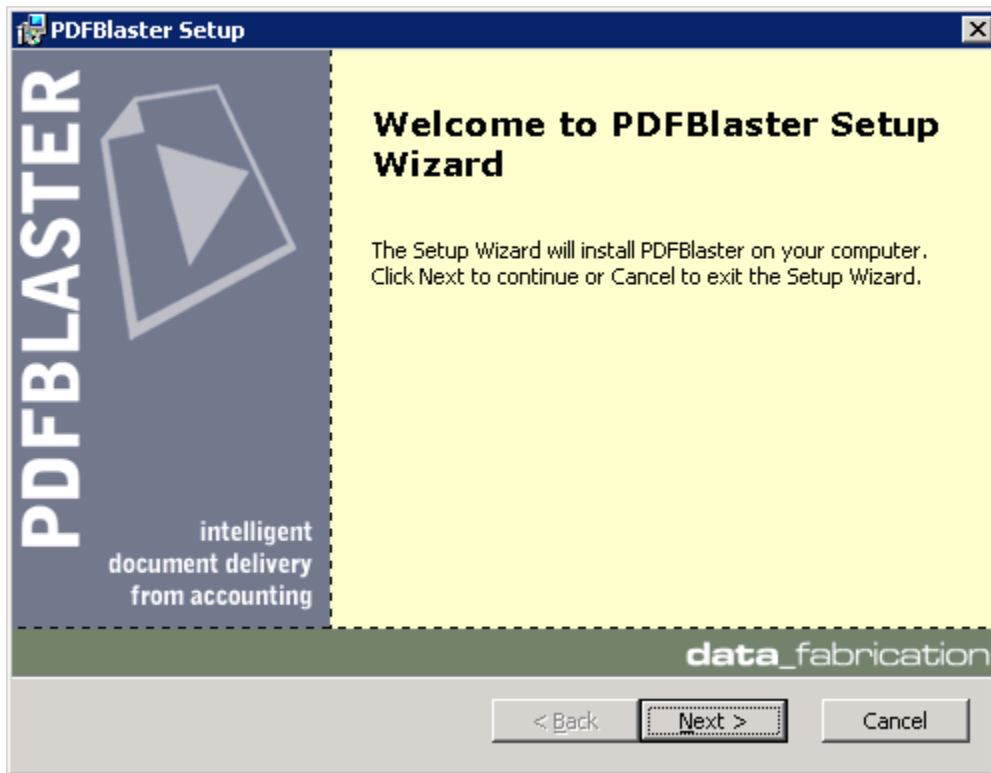 PDFBlaster Setup
PDFBLASTER
intelligent
document delivery
from accounting
Welcome to PDFBlaster Setup
Wizard
The Setup Wizard will install PDFBlaster on your computer.
Click Next to continue or Cancel to exit the Setup Wizard.
data_fabrication
< Back
Next >
Cancel